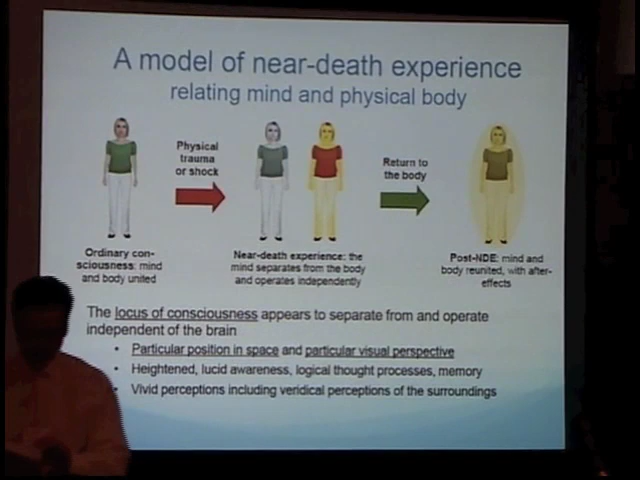 A model of near-death experience
relating mind and physical body
Physical
trauma
or shock
Return to
the body
Ordinary con-
sciousness: mind
and body united
Near-death experience: the
mind separates from the body
and operates independently
Post-NDE: mind and
body reunited, with after-
effects
The locus of consciousness appears to separate from and operate
independent of the brain
• Particular position in space and particular visual perspective
• Heightened, lucid awareness, logical thought processes, memory
• Vivid perceptions including veridical perceptions of the surroundings